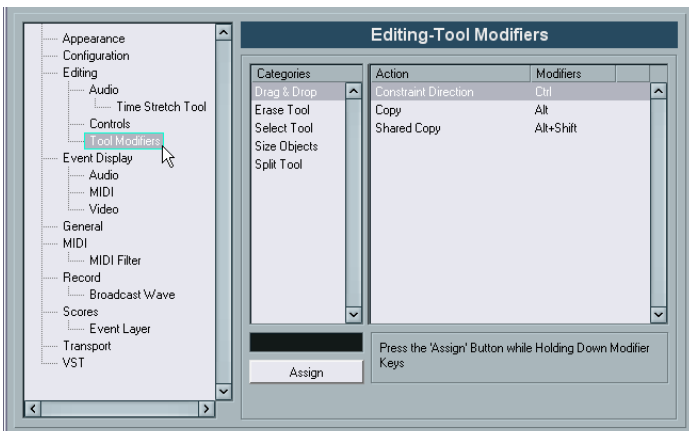 Appearance
Configuration
Editing
Audio
Time Stretch Tool
Controls
Tool Modifiers
Event Display
Audio
MIDI
Video
General
MIDI
MIDI Filter
Record
Broadcast Wave
Scores
Event Layer
Transport
VST
Editing-Tool Modifiers
Categories
Drag & Drop
Erase Tool
Select Tool
Size Objects
Split Tool
Action Modifiers
Constraint Direction Ctrl
Copy Alt
Shared Copy Alt+Shift
Assign
Press the 'Assign' Button while Holding Down Modifier
Keys